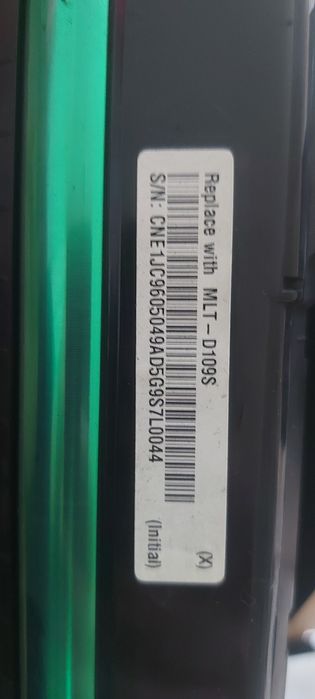 Replace with MLT-D109S (X)
S/N: CNE1JC9605049AD5G9S7L0044 (Initial)